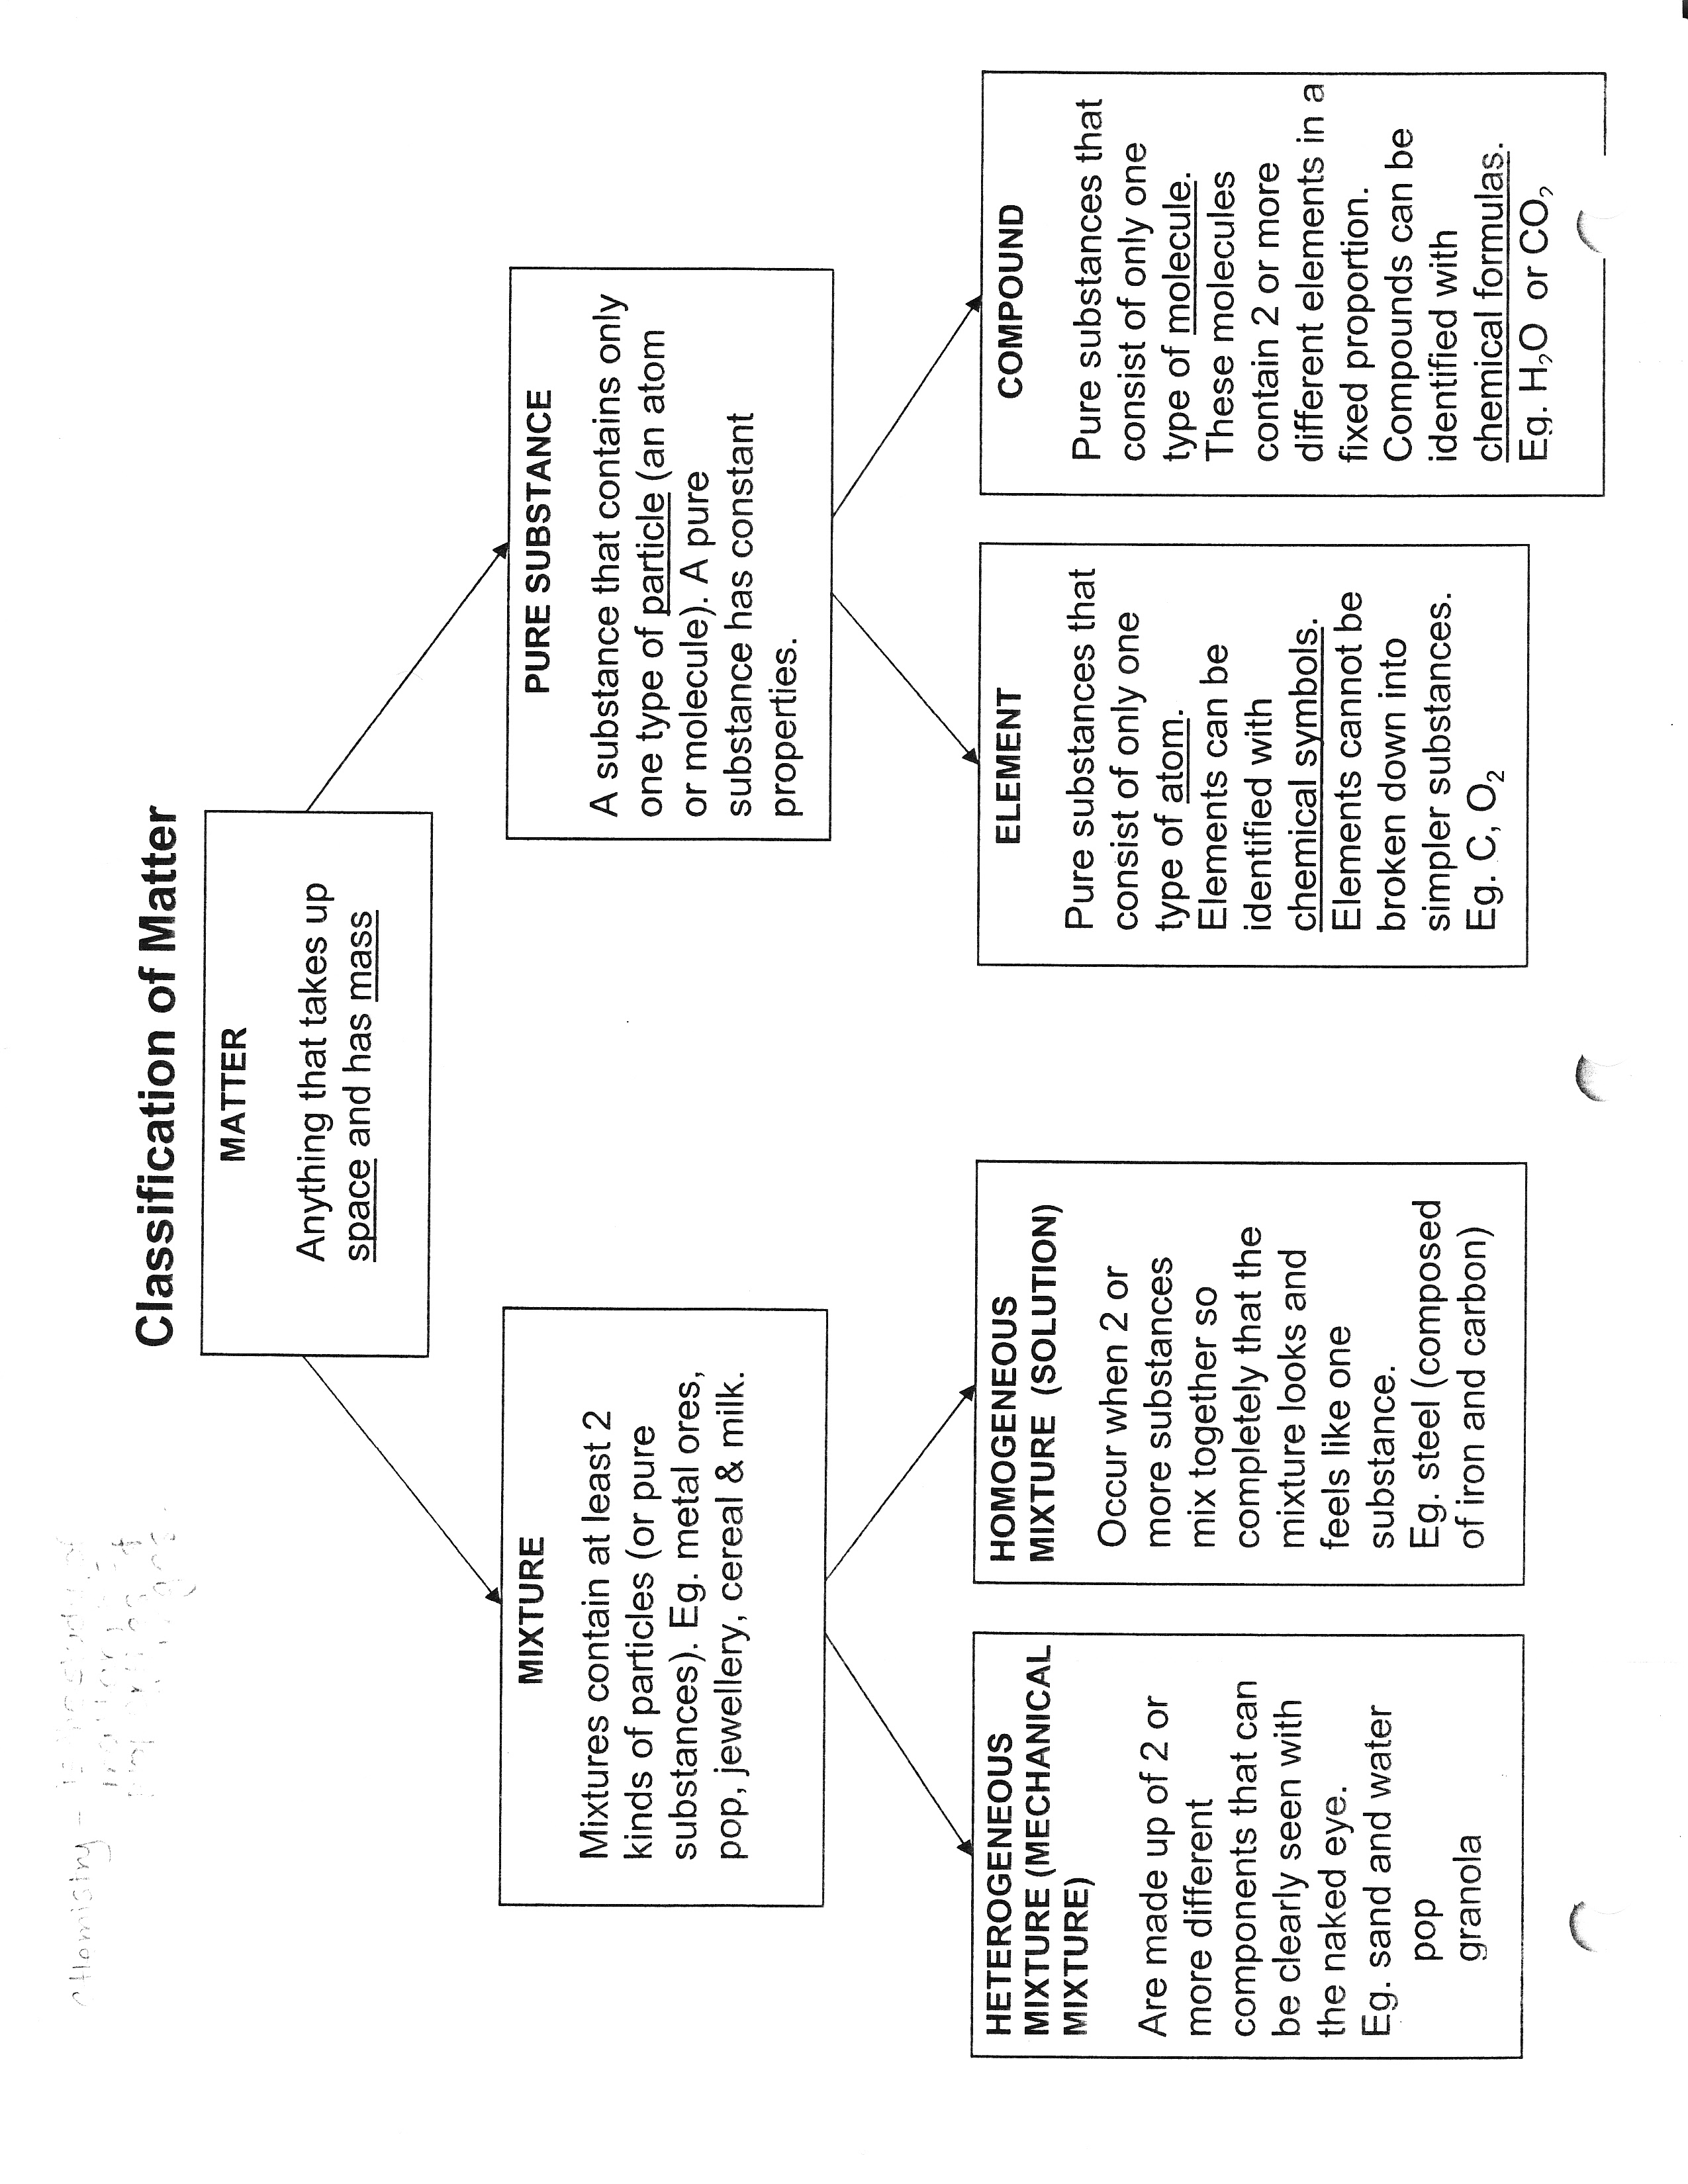 Chemistry -
Classification of Matter
MATTER
Anything that takes up
space and has mass
MIXTURE
Mixtures contain at least 2
kinds of particles (or pure
substances). Eg. metal ores,
pop, jewellery, cereal & milk.
PURE SUBSTANCE
A substance that contains only
one type of particle (an atom
or molecule). A pure
substance has constant
properties.
HETEROGENEOUS
MIXTURE (MECHANICAL
MIXTURE)
Are made up of 2 or
more different
components that can
be clearly seen with
the naked eye.
Eg. sand and water
pop
granola
HOMOGENEOUS
MIXTURE (SOLUTION)
Occur when 2 or
more substances
mix together so
completely that the
mixture looks and
feels like one
substance.
Eg. steel (composed
of iron and carbon)
ELEMENT
Pure substances that
consist of only one
type of atom.
Elements can be
identified with
chemical symbols.
Elements cannot be
broken down into
simpler substances.
Eg. C, O₂
COMPOUND
Pure substances that
consist of only one
type of molecule.
These molecules
contain 2 or more
different elements in a
fixed proportion.
Compounds can be
identified with
chemical formulas.
Eg. H₂O or CO₂